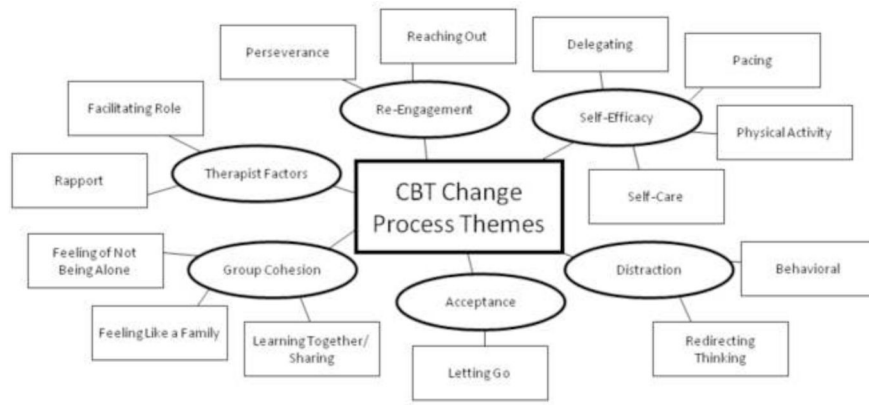 Reaching Out
Perseverance
Delegating
Pacing
Re-Engagement
Facilitating Role
Self-Efficacy
Physical Activity
Therapist Factors
Rapport
CBT Change
Process Themes
Self-Care
Feeling of Not
Being Alone
Group Cohesion
Distraction
Behavioral
Acceptance
Feeling Like a Family
Learning Together/
Sharing
Redirecting
Thinking
Letting Go